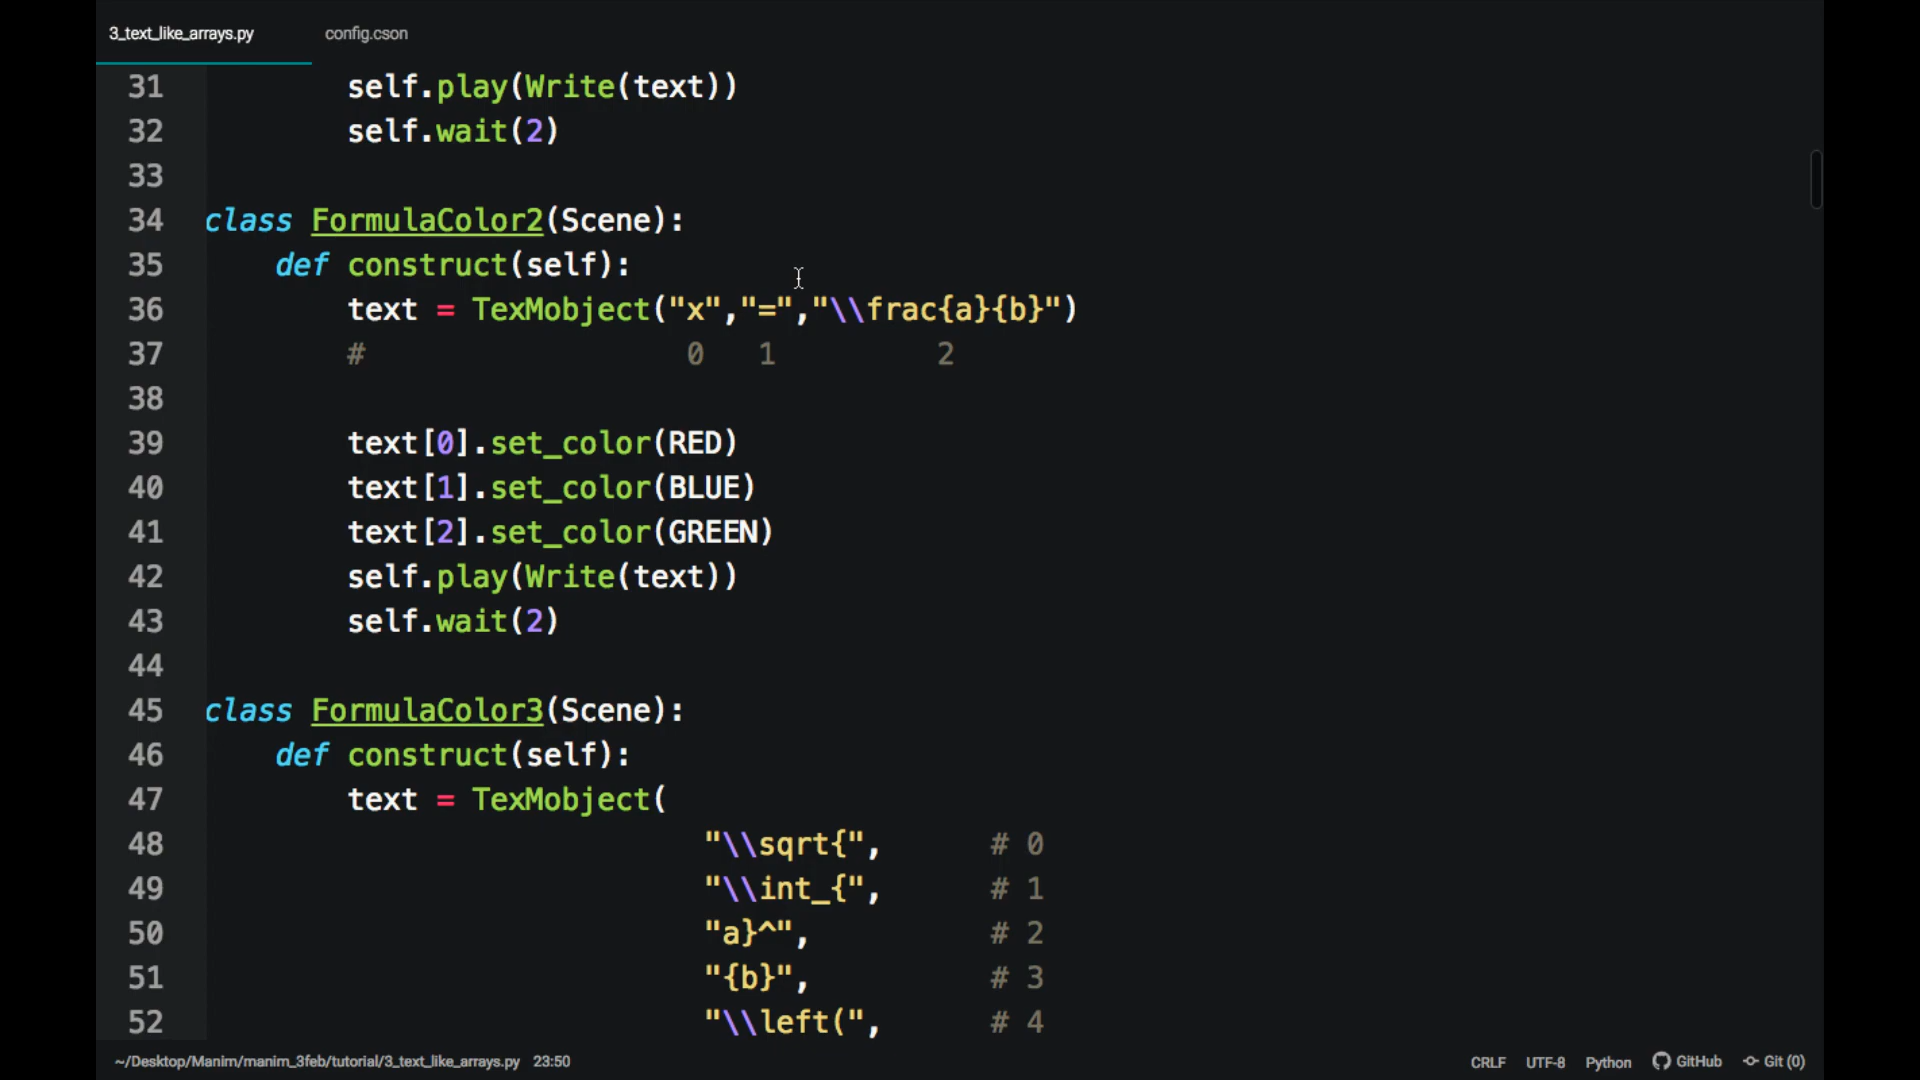 3_text_like_arrays.py config.cson
31 self.play(Write(text))
32 self.wait(2)
33
34 class FormulaColor2(Scene):
35 def construct(self):
36 text = TexMobject("x","=","\\frac{a}{b}")
37 # 0 1 2
38
39 text[0].set_color(RED)
40 text[1].set_color(BLUE)
41 text[2].set_color(GREEN)
42 self.play(Write(text))
43 self.wait(2)
44
45 class FormulaColor3(Scene):
46 def construct(self):
47 text = TexMobject(
48 "\\sqrt{", # 0
49 "\\int_{", # 1
50 "a}^", # 2
51 "{b}", # 3
52 "\\left(", # 4
~/Desktop/Manim/manim_3feb/tutorial/3_text_like_arrays.py 23:50 CRLF UTF-8 Python GitHub Git (0)